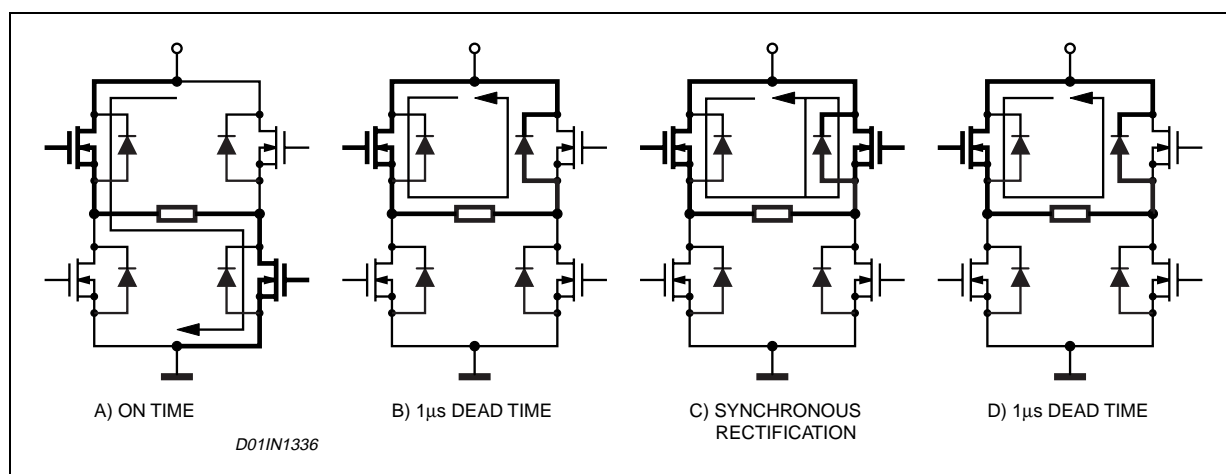 A) ON TIME
B) 1μs DEAD TIME
C) SYNCHRONOUS
RECTIFICATION
D) 1μs DEAD TIME
D01IN1336